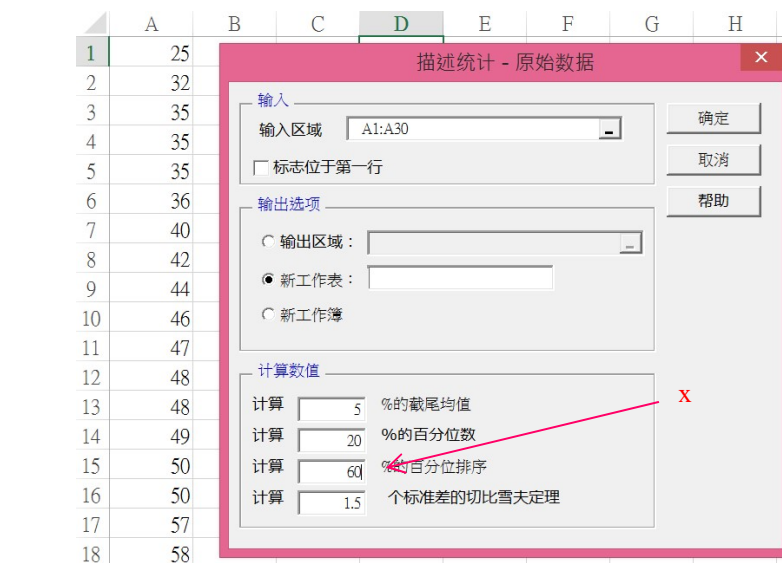 A B C D E F G H
1 25
2 32
3 35
4 35
5 35
6 36
7 40
8 42
9 44
10 46
11 47
12 48
13 48
14 49
15 50
16 50
17 57
18 58
描述统计 - 原始数据
×
输入
输入区域 A1:A30
标志位于第一行
输出选项
输出区域：
新工作表：
新工作簿
计算数值
计算 5 %的截尾均值
计算 20 %的百分位数
计算 60 %的百分位排序
计算 1.5 个标准差的切比雪夫定理
确定
取消
帮助
x